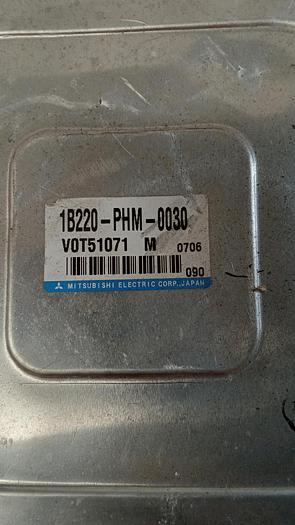 1B220-PHM-0030
V0T51071 M 0706
090
MITSUBISHI ELECTRIC CORP.,JAPAN